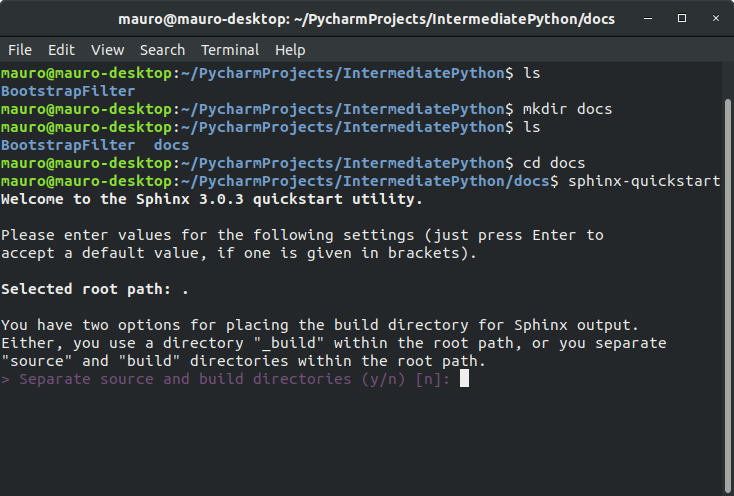 mauro@mauro-desktop: ~/PycharmProjects/IntermediatePython/docs
File Edit View Search Terminal Help
mauro@mauro-desktop:~/PycharmProjects/IntermediatePython$ ls
BootstrapFilter
mauro@mauro-desktop:~/PycharmProjects/IntermediatePython$ mkdir docs
mauro@mauro-desktop:~/PycharmProjects/IntermediatePython$ ls
BootstrapFilter  docs
mauro@mauro-desktop:~/PycharmProjects/IntermediatePython$ cd docs
mauro@mauro-desktop:~/PycharmProjects/IntermediatePython/docs$ sphinx-quickstart
Welcome to the Sphinx 3.0.3 quickstart utility.
Please enter values for the following settings (just press Enter to
accept a default value, if one is given in brackets).
Selected root path: .
You have two options for placing the build directory for Sphinx output.
Either, you use a directory "_build" within the root path, or you separate
"source" and "build" directories within the root path.
> Separate source and build directories (y/n) [n]: